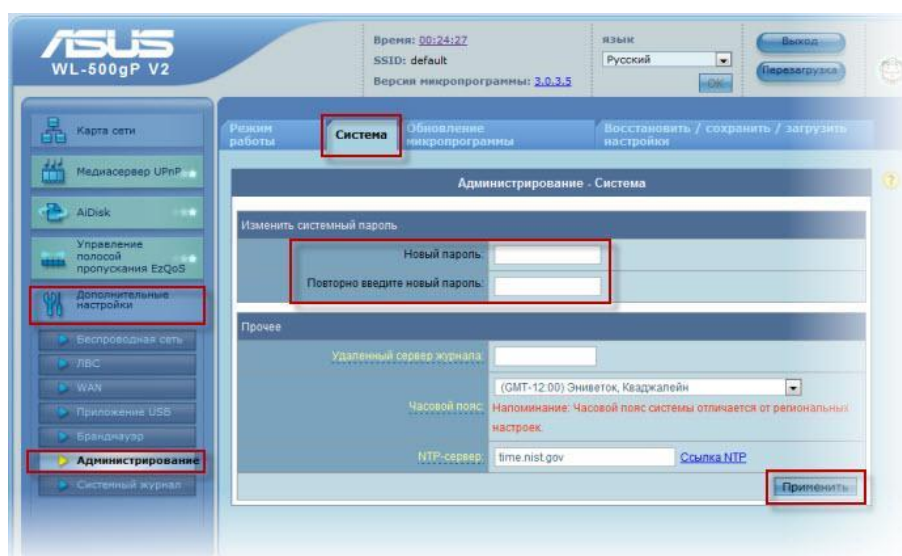 ASUS
WL-500gP V2
Время: 00:24:27
SSID: default
Версия микропрограммы: 3.0.3.5
язык
Русский
OK
Выход
Перезагрузка
Карта сети
Медиасервер UPnP
AiDisk
Управление
полосой
пропускания EzQoS
Дополнительные
настройки
Беспроводная сеть
ЛВС
WAN
Приложение USB
Брандмауэр
Администрирование
Системный журнал
Режим
работы
Система
Обновление
микропрограммы
Восстановить / сохранить / загрузить
настройки
?
Администрирование - Система
Изменить системный пароль
Новый пароль:
Повторно введите новый пароль:
Прочее
Удаленный сервер журнала:
Часовой пояс:
(GMT-12:00) Эниветок, Кваджалейн
Напоминание: Часовой пояс системы отличается от региональных
настроек.
NTP-сервер:
time.nist.gov
Ссылка NTP
Применить